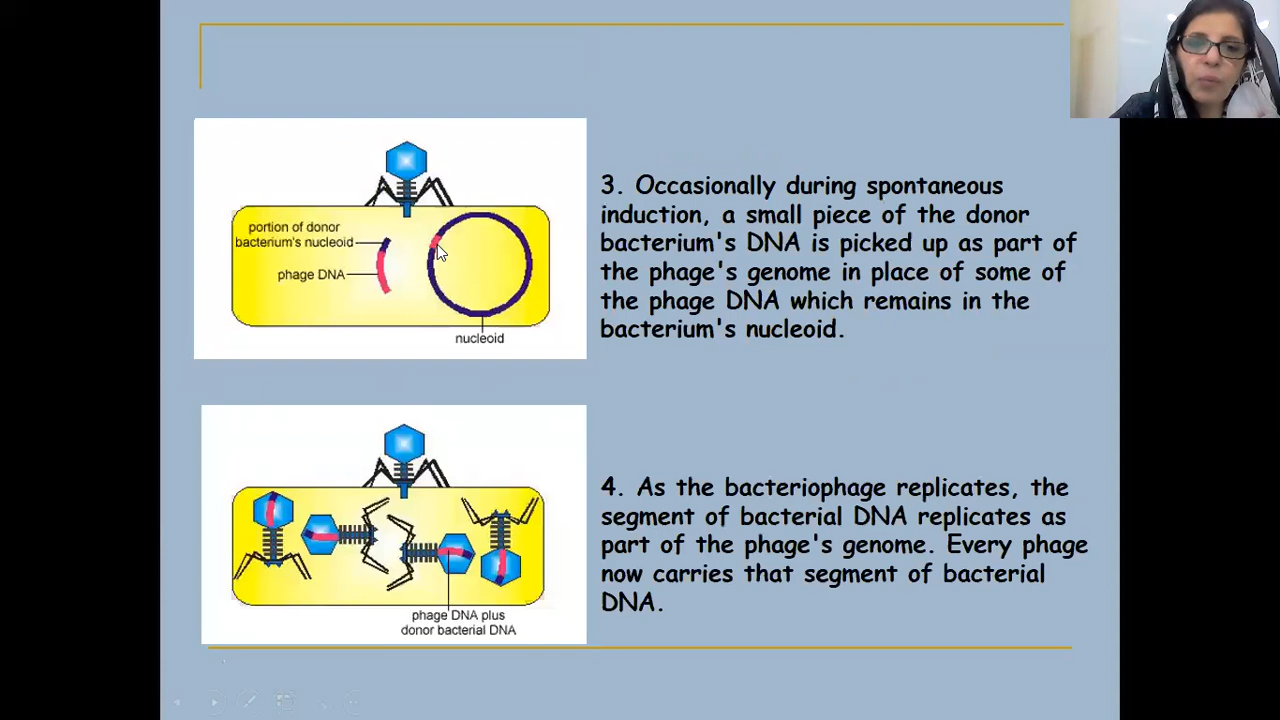 portion of donor
bacterium's nucleoid
phage DNA
nucleoid
3. Occasionally during spontaneous
induction, a small piece of the donor
bacterium's DNA is picked up as part of
the phage's genome in place of some of
the phage DNA which remains in the
bacterium's nucleoid.
phage DNA plus
donor bacterial DNA
4. As the bacteriophage replicates, the
segment of bacterial DNA replicates as
part of the phage's genome. Every phage
now carries that segment of bacterial
DNA.